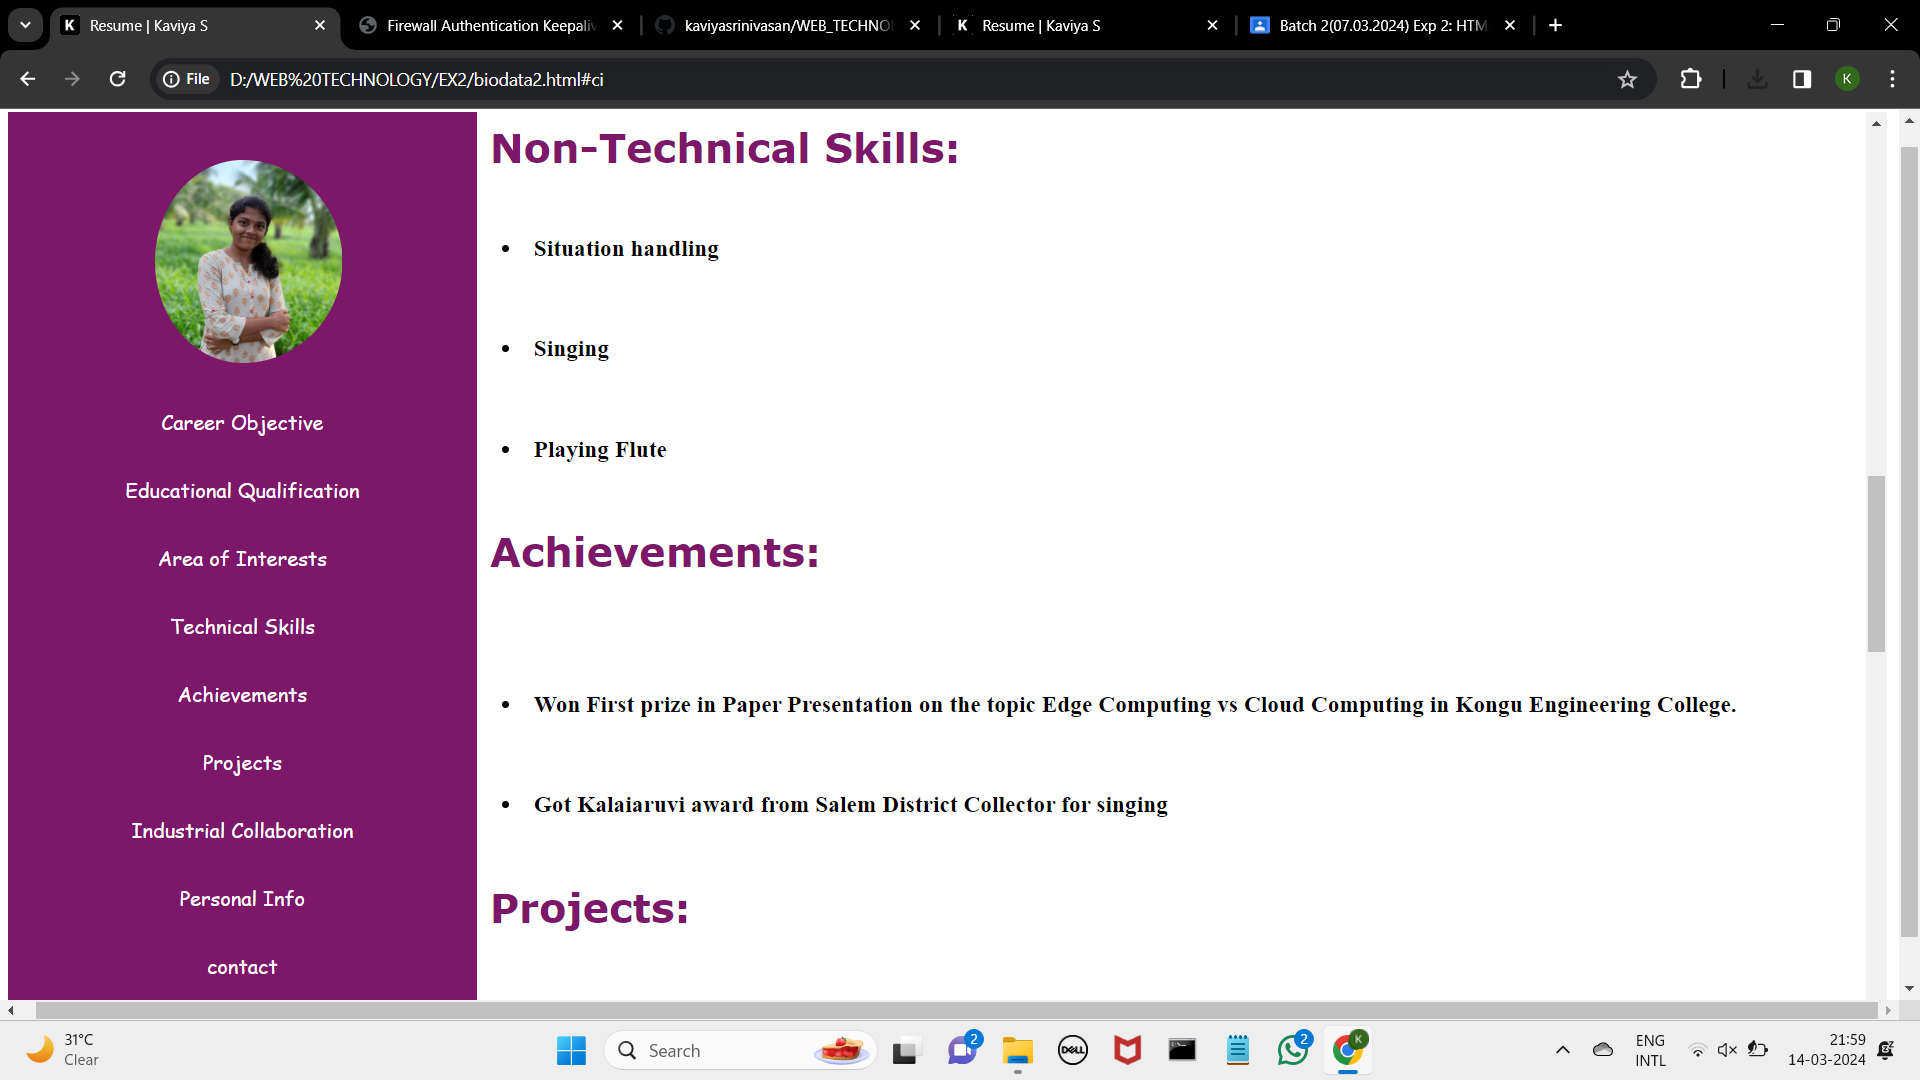 K Resume | Kaviya S
Firewall Authentication Keepaliv
kaviyasrinivasan/WEB_TECHNO
K Resume | Kaviya S
Batch 2(07.03.2024) Exp 2: HTM
File D:/WEB%20TECHNOLOGY/EX2/biodata2.html#ci
K
Career Objective
Educational Qualification
Area of Interests
Technical Skills
Achievements
Projects
Industrial Collaboration
Personal Info
contact
Non-Technical Skills:
• Situation handling
• Singing
• Playing Flute
Achievements:
• Won First prize in Paper Presentation on the topic Edge Computing vs Cloud Computing in Kongu Engineering College.
• Got Kalaiaruvi award from Salem District Collector for singing
Projects:
31°C
Clear
Search
2
DELL
2
K
ENG
INTL
21:59
14-03-2024